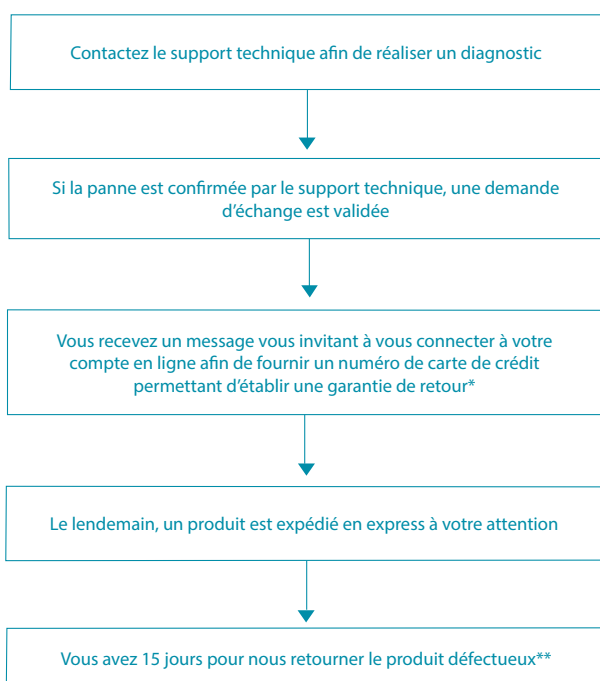 Contactez le support technique afin de réaliser un diagnostic
Si la panne est confirmée par le support technique, une demande
d'échange est validée
Vous recevez un message vous invitant à vous connecter à votre
compte en ligne afin de fournir un numéro de carte de crédit
permettant d'établir une garantie de retour*
Le lendemain, un produit est expédié en express à votre attention
Vous avez 15 jours pour nous retourner le produit défectueux**